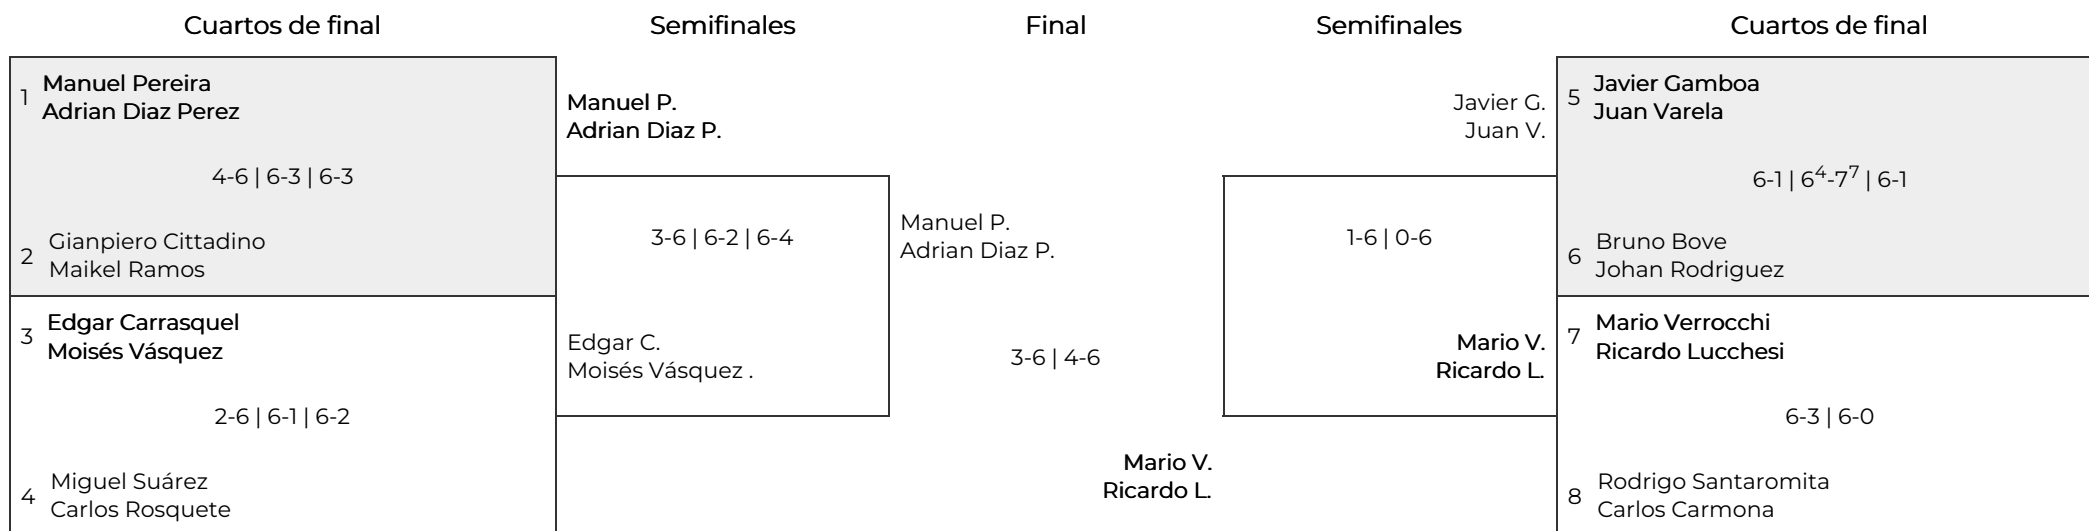 Cuartos de final
Semifinales
Final
Semifinales
Cuartos de final
1
Manuel Pereira
Adrian Diaz Perez
4-6 | 6-3 | 6-3
2
Gianpiero Cittadino
Maikel Ramos
3
Edgar Carrasquel
Moisés Vásquez
2-6 | 6-1 | 6-2
4
Miguel Suárez
Carlos Rosquete
Manuel P.
Adrian Diaz P.
3-6 | 6-2 | 6-4
Edgar C.
Moisés Vásquez .
Manuel P.
Adrian Diaz P.
3-6 | 4-6
Mario V.
Ricardo L.
Javier G.
Juan V.
1-6 | 0-6
Mario V.
Ricardo L.
5
Javier Gamboa
Juan Varela
6-1 | 6⁴-7⁷ | 6-1
6
Bruno Bove
Johan Rodriguez
7
Mario Verrocchi
Ricardo Lucchesi
6-3 | 6-0
8
Rodrigo Santaromita
Carlos Carmona